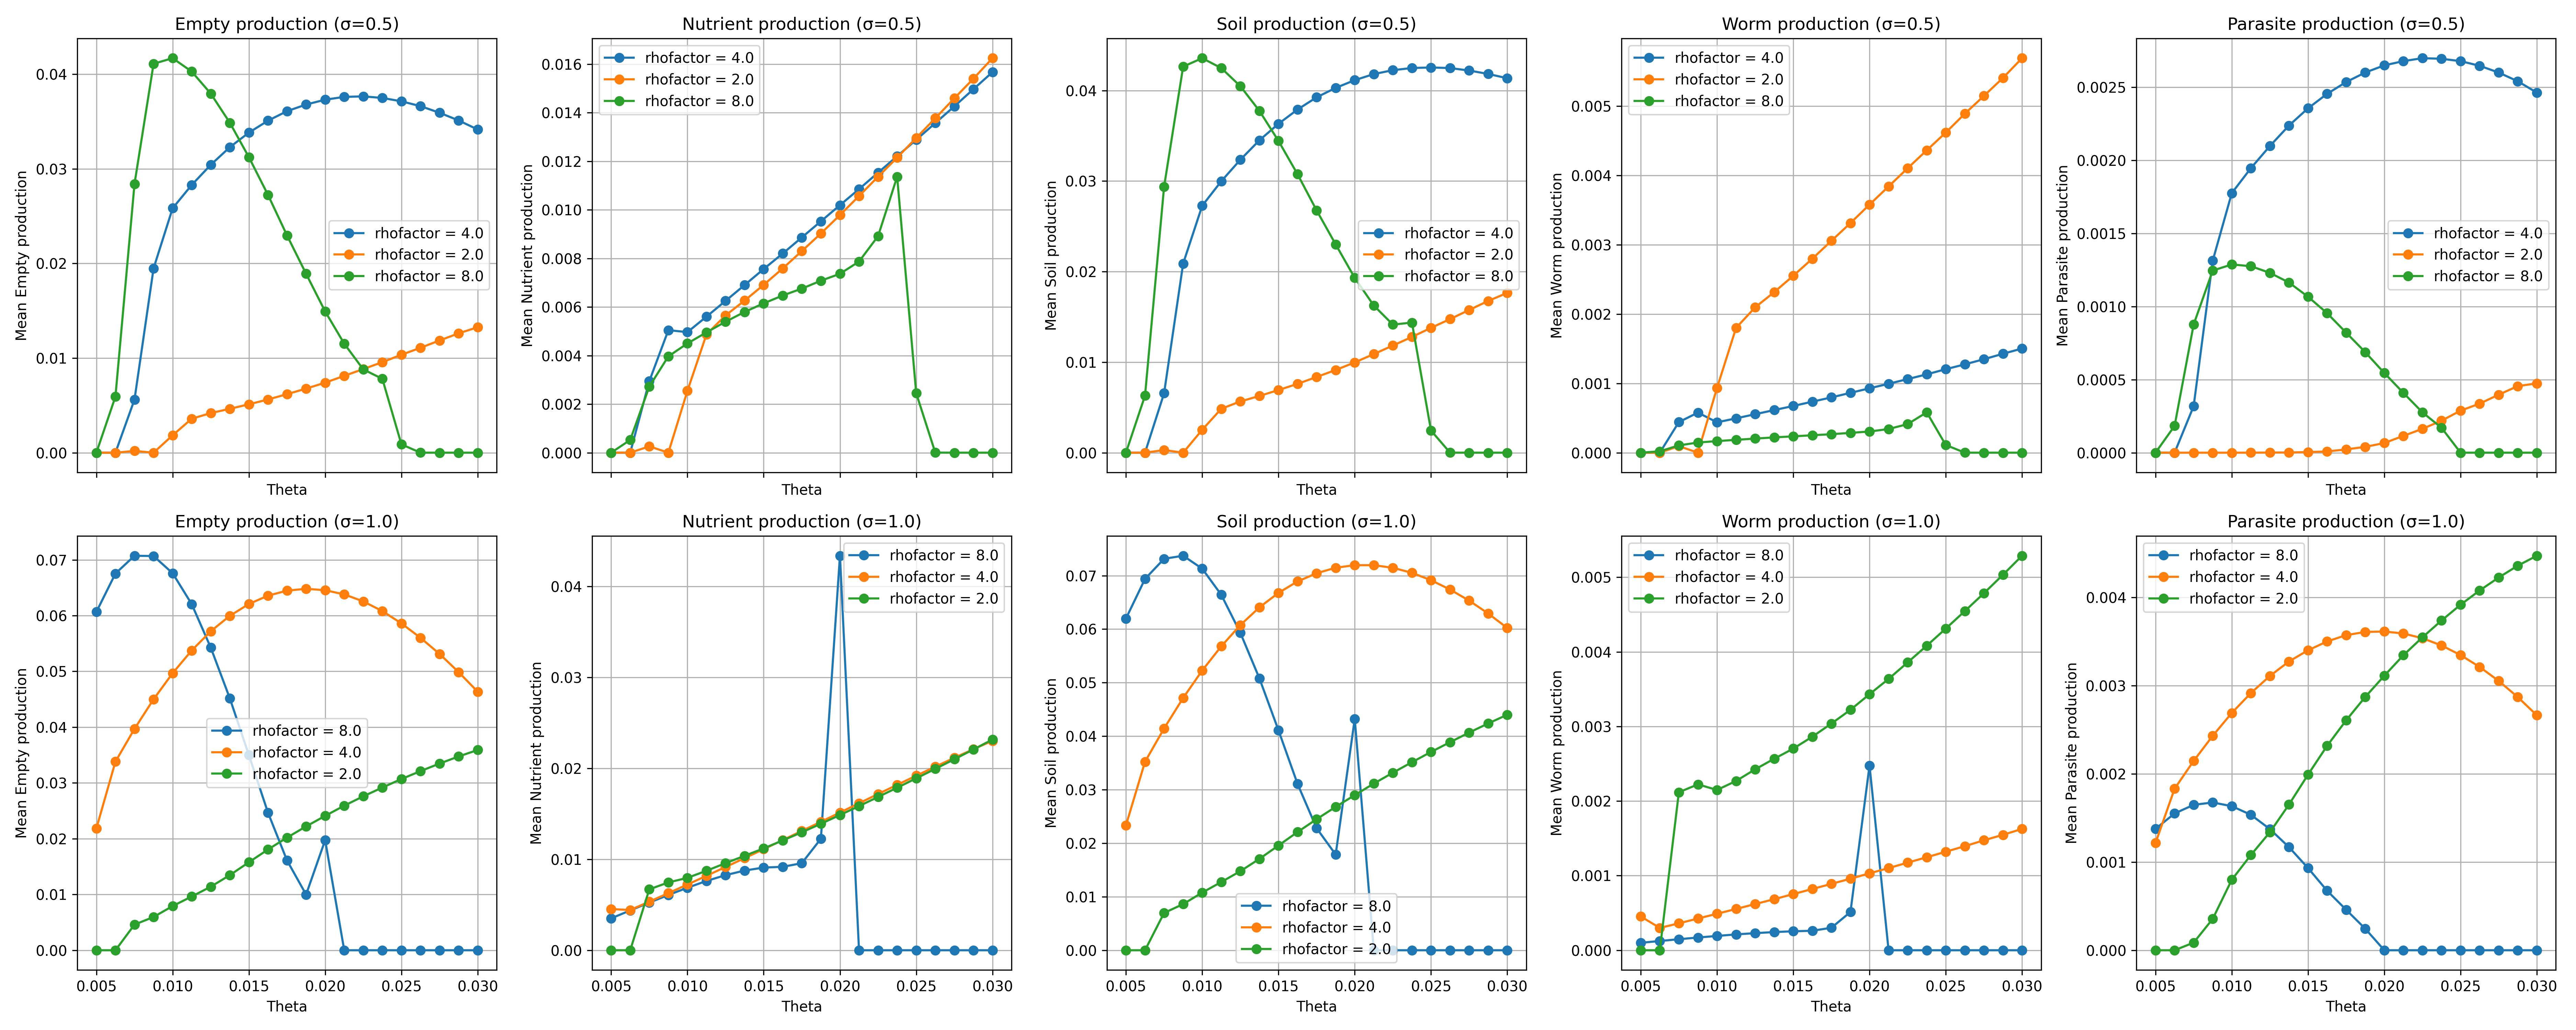 Empty production (σ=0.5)
Mean Empty production
0.04
0.03
0.02
0.01
0.00
rhofactor = 4.0
rhofactor = 2.0
rhofactor = 8.0
Theta
Nutrient production (σ=0.5)
Mean Nutrient production
0.016
0.014
0.012
0.010
0.008
0.006
0.004
0.002
0.000
rhofactor = 4.0
rhofactor = 2.0
rhofactor = 8.0
Theta
Soil production (σ=0.5)
Mean Soil production
0.04
0.03
0.02
0.01
0.00
rhofactor = 4.0
rhofactor = 2.0
rhofactor = 8.0
Theta
Worm production (σ=0.5)
Mean Worm production
0.005
0.004
0.003
0.002
0.001
0.000
rhofactor = 4.0
rhofactor = 2.0
rhofactor = 8.0
Theta
Parasite production (σ=0.5)
Mean Parasite production
0.0025
0.0020
0.0015
0.0010
0.0005
0.0000
rhofactor = 4.0
rhofactor = 2.0
rhofactor = 8.0
Theta
Empty production (σ=1.0)
Mean Empty production
0.07
0.06
0.05
0.04
0.03
0.02
0.01
0.00
rhofactor = 8.0
rhofactor = 4.0
rhofactor = 2.0
0.005 0.010 0.015 0.020 0.025 0.030
Theta
Nutrient production (σ=1.0)
Mean Nutrient production
0.04
0.03
0.02
0.01
0.00
rhofactor = 8.0
rhofactor = 4.0
rhofactor = 2.0
0.005 0.010 0.015 0.020 0.025 0.030
Theta
Soil production (σ=1.0)
Mean Soil production
0.07
0.06
0.05
0.04
0.03
0.02
0.01
0.00
rhofactor = 8.0
rhofactor = 4.0
rhofactor = 2.0
0.005 0.010 0.015 0.020 0.025 0.030
Theta
Worm production (σ=1.0)
Mean Worm production
0.005
0.004
0.003
0.002
0.001
0.000
rhofactor = 8.0
rhofactor = 4.0
rhofactor = 2.0
0.005 0.010 0.015 0.020 0.025 0.030
Theta
Parasite production (σ=1.0)
Mean Parasite production
0.004
0.003
0.002
0.001
0.000
rhofactor = 8.0
rhofactor = 4.0
rhofactor = 2.0
0.005 0.010 0.015 0.020 0.025 0.030
Theta